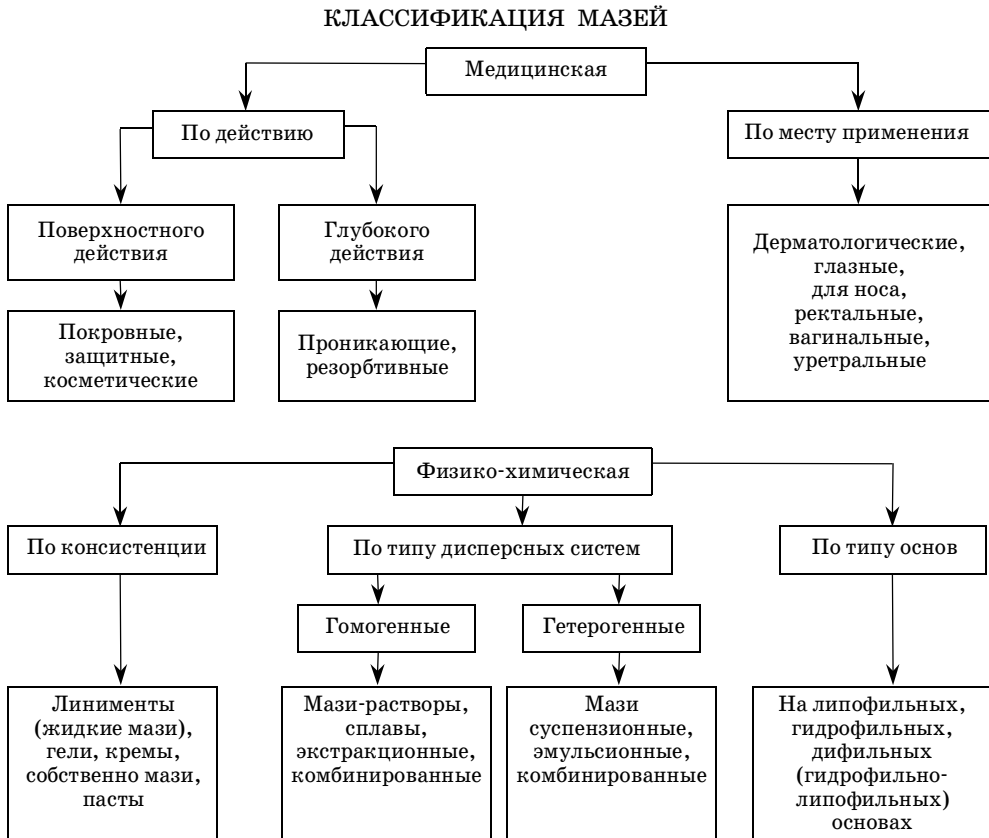 КЛАССИФИКАЦИЯ МАЗЕЙ
Медицинская
По действию
По месту применения
Поверхностного
действия
Глубокого
действия
Дерматологические,
глазные,
для носа,
ректальные,
вагинальные,
уретральные
Покровные,
защитные,
косметические
Проникающие,
резорбтивные
Физико-химическая
По консистенции
По типу дисперсных систем
По типу основ
Гомогенные
Гетерогенные
Линименты
(жидкие мази),
гели, кремы,
собственно мази,
пасты
Мази-растворы,
сплавы,
экстракционные,
комбинированные
Мази
суспензионные,
эмульсионные,
комбинированные
На липофильных,
гидрофильных,
дифильных
(гидрофильно-
липофильных)
основах